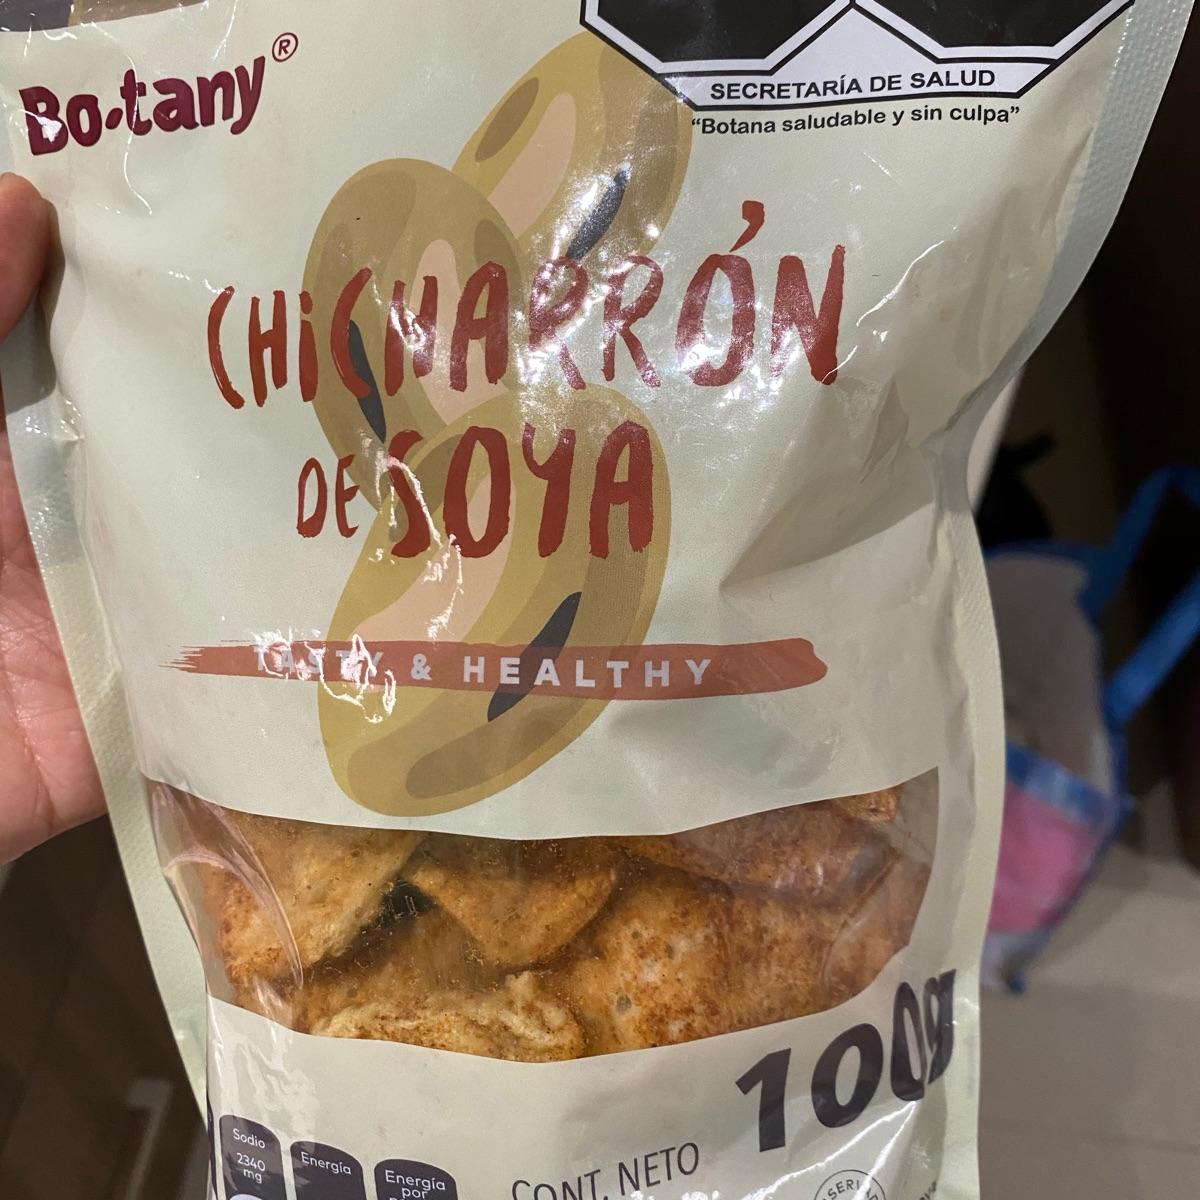 Bo•tany®
SECRETARÍA DE SALUD
“Botana saludable y sin culpa”
CHiCHARRÓN
DE SOYA
TASTY & HEALTHY
100g
CONT. NETO
Sodio
2340
mg
Energía
Energía
por